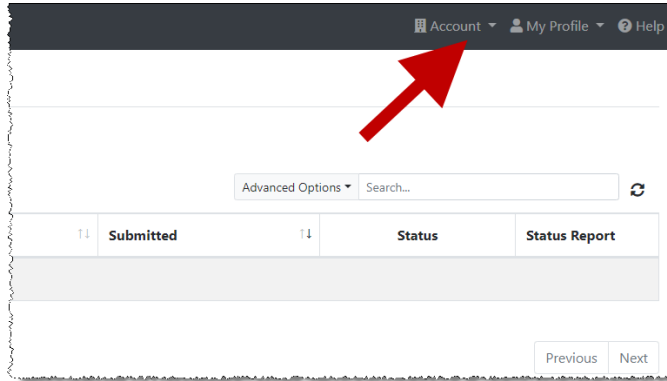 Account My Profile Help
Advanced Options Search...
Submitted Status Status Report
Previous Next